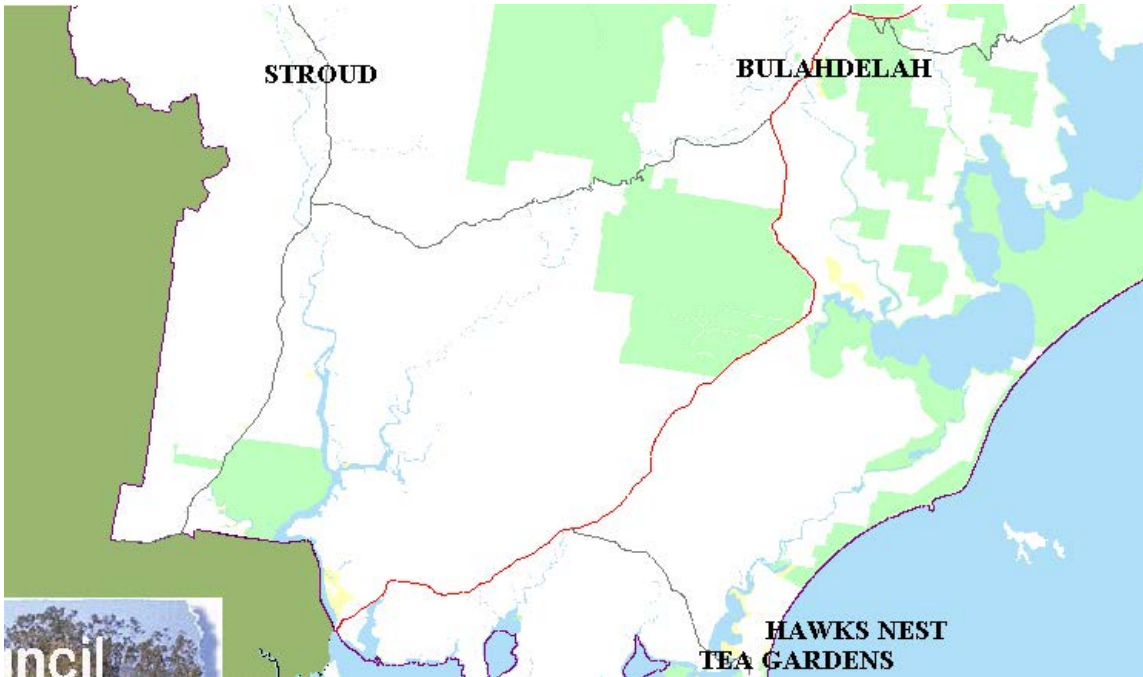 STROUD
BULAHDELAH
HAWKS NEST
TEA GARDENS
ncil